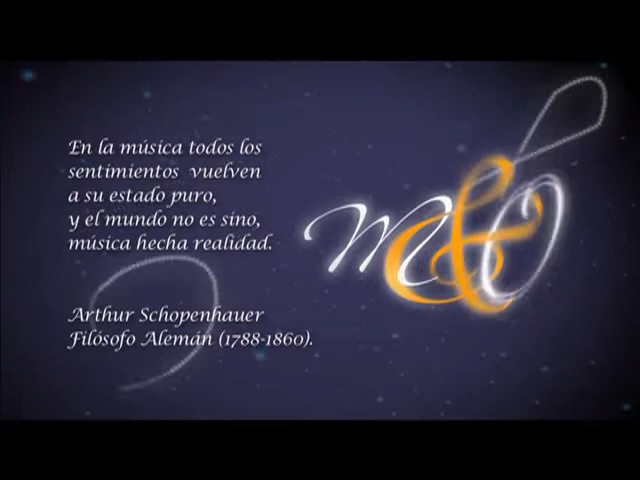 En la música todos los
sentimientos vuelven
a su estado puro,
y el mundo no es sino,
música hecha realidad.
M&O
Arthur Schopenhauer
Filósofo Alemán (1788-1860).